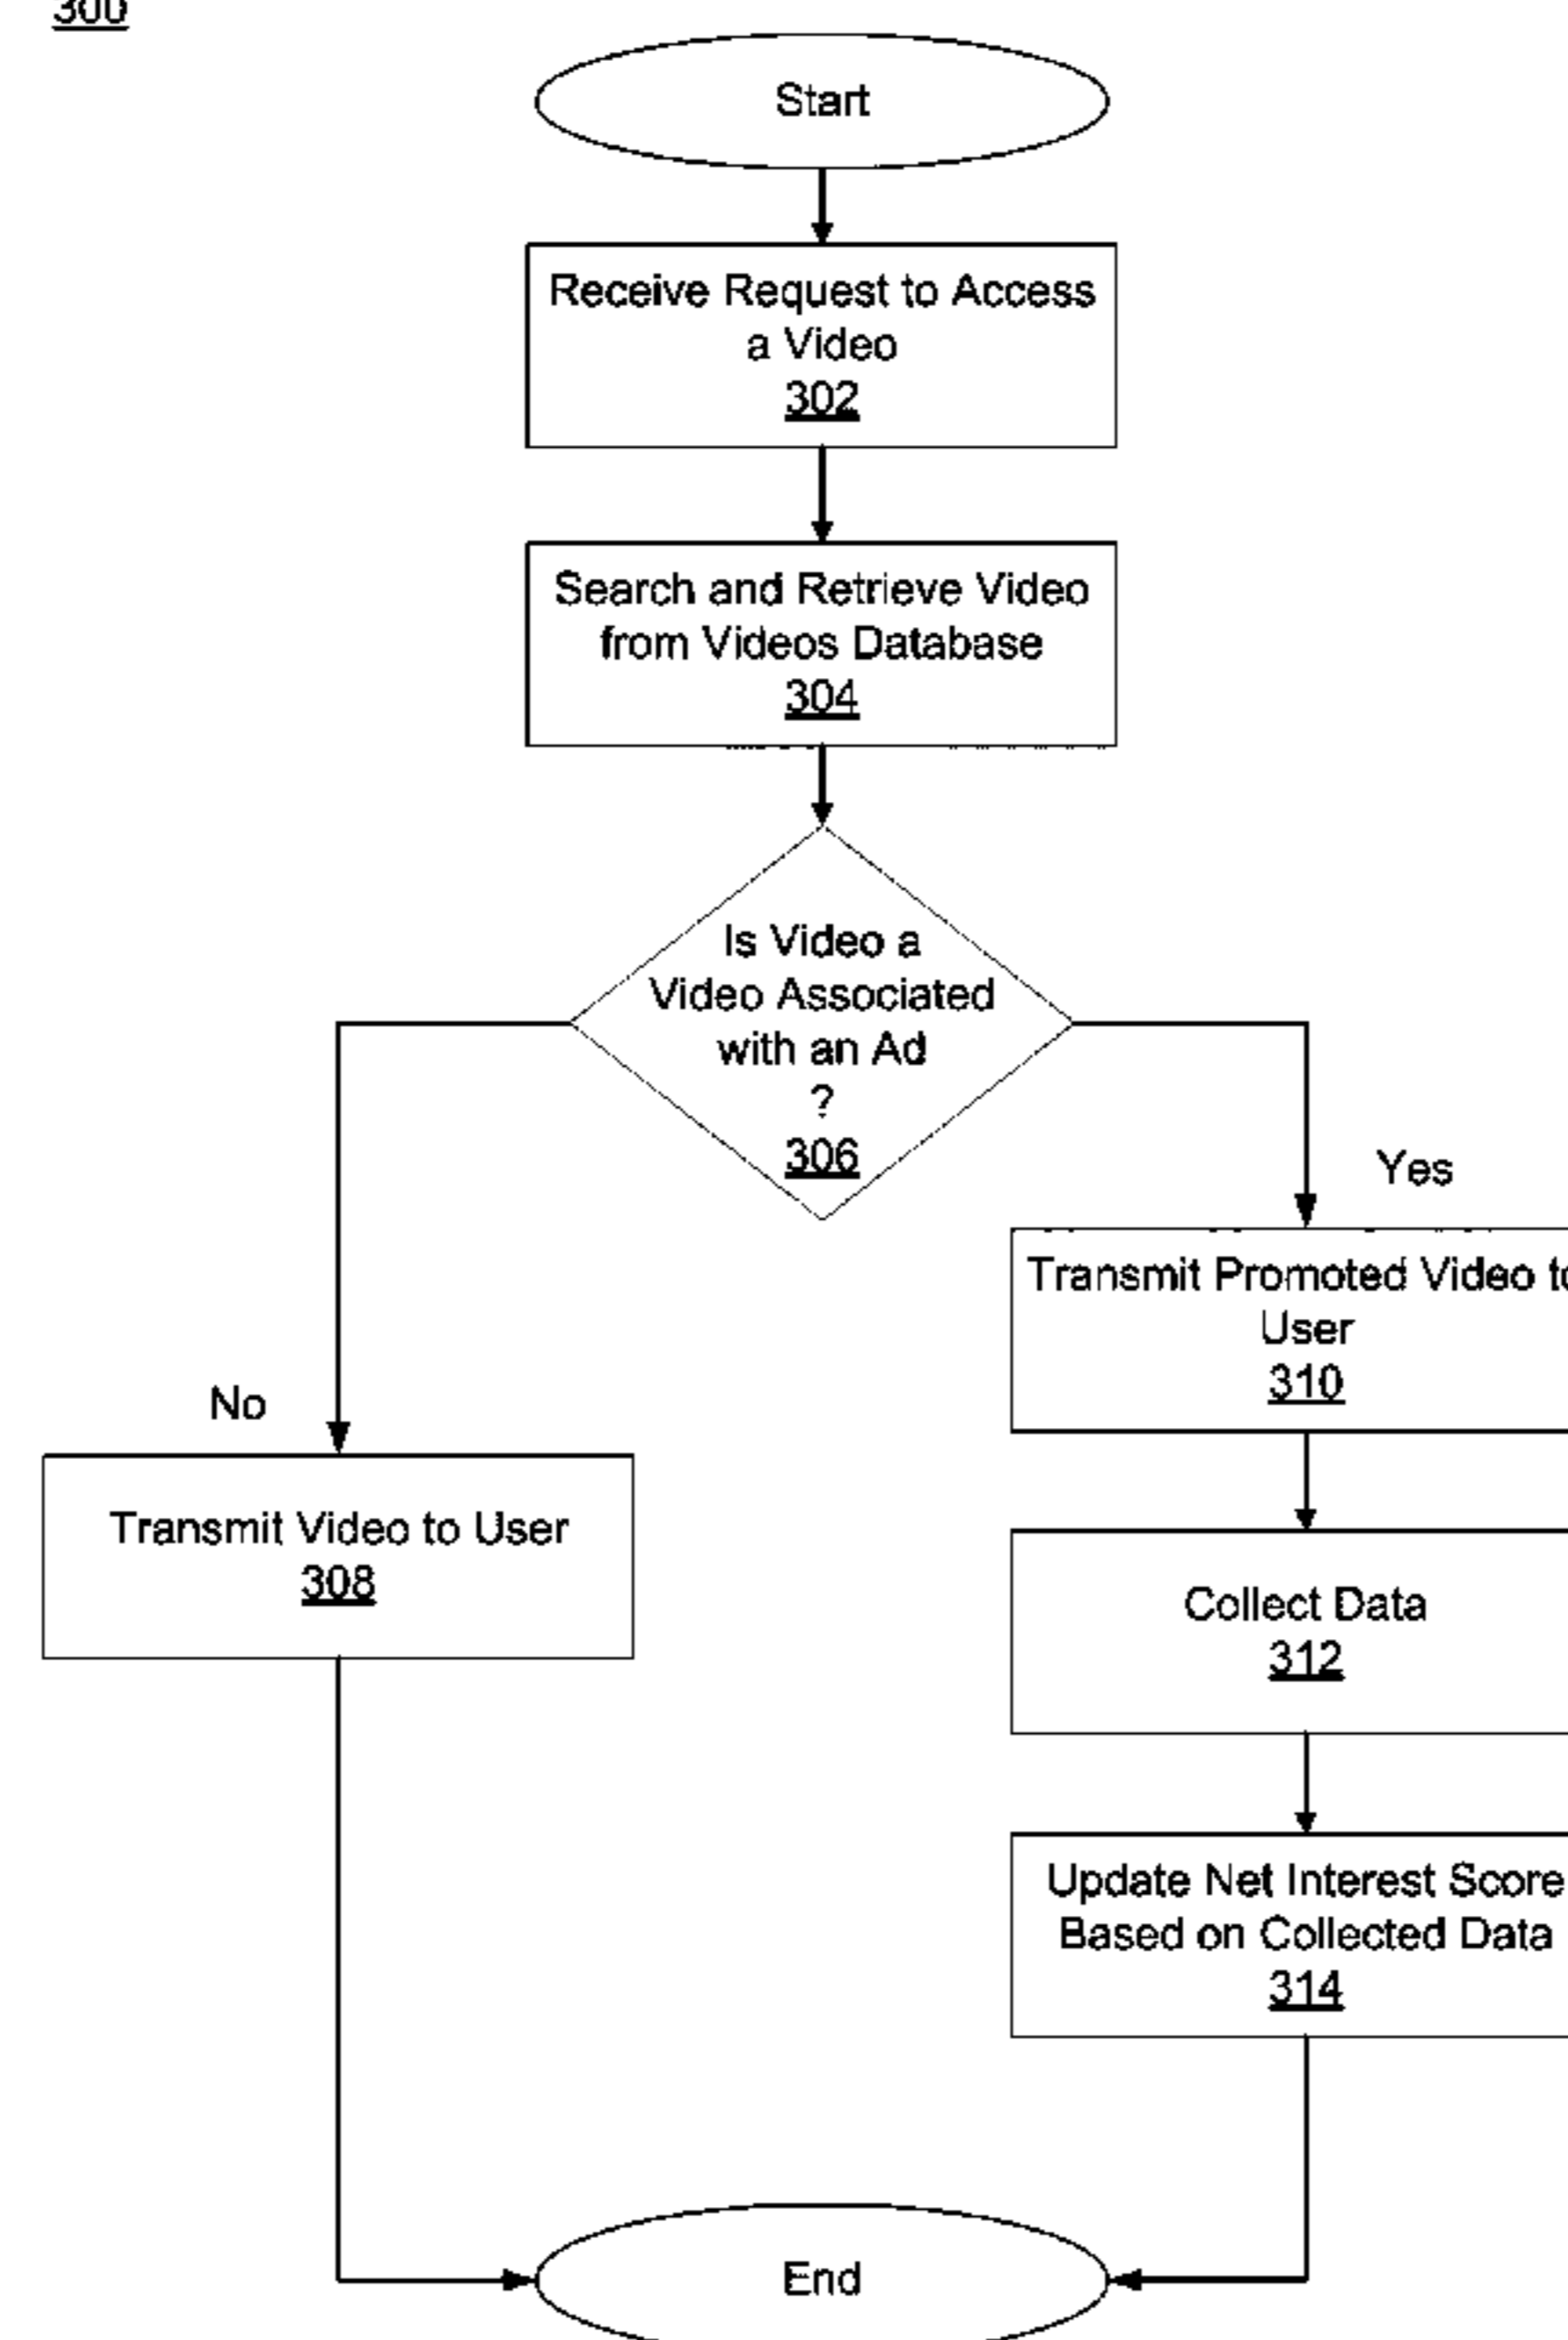 300
Start
Receive Request to Access
a Video
302
Search and Retrieve Video
from Videos Database
304
Is Video a
Video Associated
with an Ad
?
306
Yes
Transmit Promoted Video to
User
310
No
Transmit Video to User
308
Collect Data
312
Update Net Interest Score
Based on Collected Data
314
End